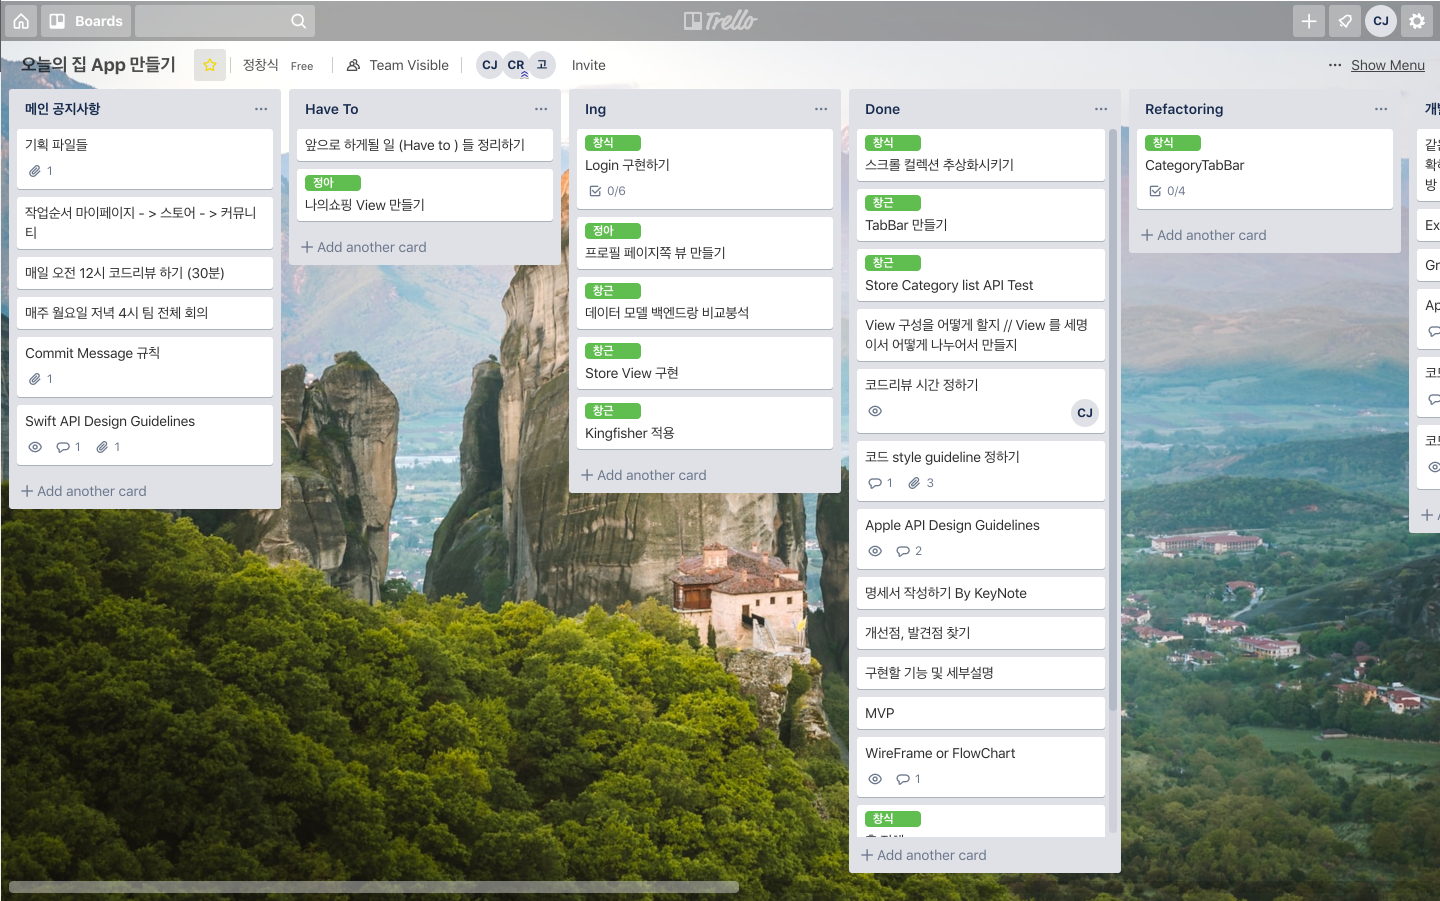 Boards
Trello
CJ
오늘의 집 App 만들기
정창식
Free
Team Visible
CJ
CR
고
Invite
Show Menu
메인 공지사항
기획 파일들
1
작업순서 마이페이지 - > 스토어 - > 커뮤니
티
매일 오전 12시 코드리뷰 하기 (30분)
매주 월요일 저녁 4시 팀 전체 회의
Commit Message 규칙
1
Swift API Design Guidelines
1
1
Add another card
Have To
앞으로 하게될 일 (Have to ) 들 정리하기
정아
나의쇼핑 View 만들기
Add another card
Ing
창식
Login 구현하기
0/6
정아
프로필 페이지쪽 뷰 만들기
창근
데이터 모델 백엔드랑 비교붕석
창근
Store View 구현
창근
Kingfisher 적용
Add another card
Done
창식
스크롤 컬렉션 추상화시키기
창근
TabBar 만들기
창근
Store Category list API Test
View 구성을 어떻게 할지 // View 를 세명
이서 어떻게 나누어서 만들지
코드리뷰 시간 정하기
CJ
코드 style guideline 정하기
1
3
Apple API Design Guidelines
2
명세서 작성하기 By KeyNote
개선점, 발견점 찾기
구현할 기능 및 세부설명
MVP
WireFrame or FlowChart
1
창식
Add another card
Refactoring
창식
CategoryTabBar
0/4
Add another card
같은
확하
방
Ex
Gr
Ap